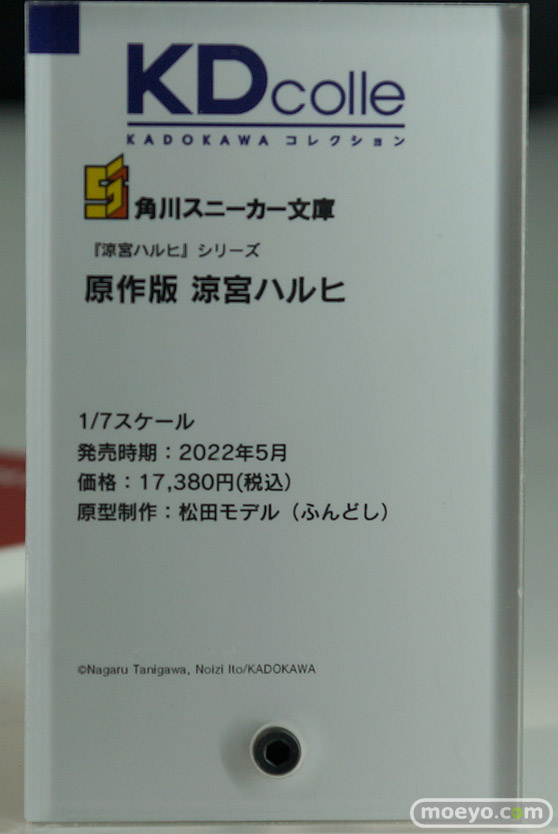 KDcolle
KADOKAWA コレクション
角川スニーカー文庫
『涼宮ハルヒ』シリーズ
原作版 涼宮ハルヒ
1/7スケール
発売時期：2022年5月
価格：17,380円(税込)
原型制作：松田モデル（ふんどし）
©Nagaru Tanigawa, Noizi Ito/KADOKAWA
moeyo.com